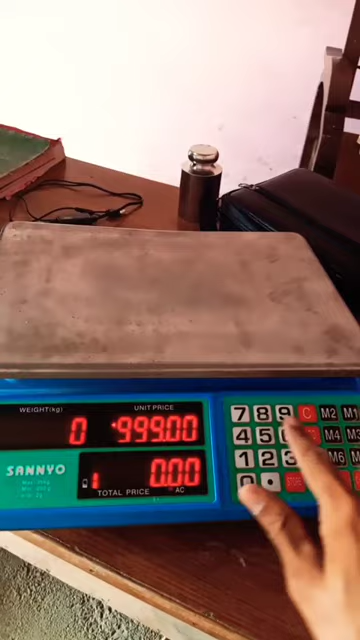 WEIGHT(kg)
UNIT PRICE
0
999.00
SANNYO
1
0.00
TOTAL PRICE
AC
7 8 9 C M2 M1
4 5 M4 M3
1 2 3 M6
0 .